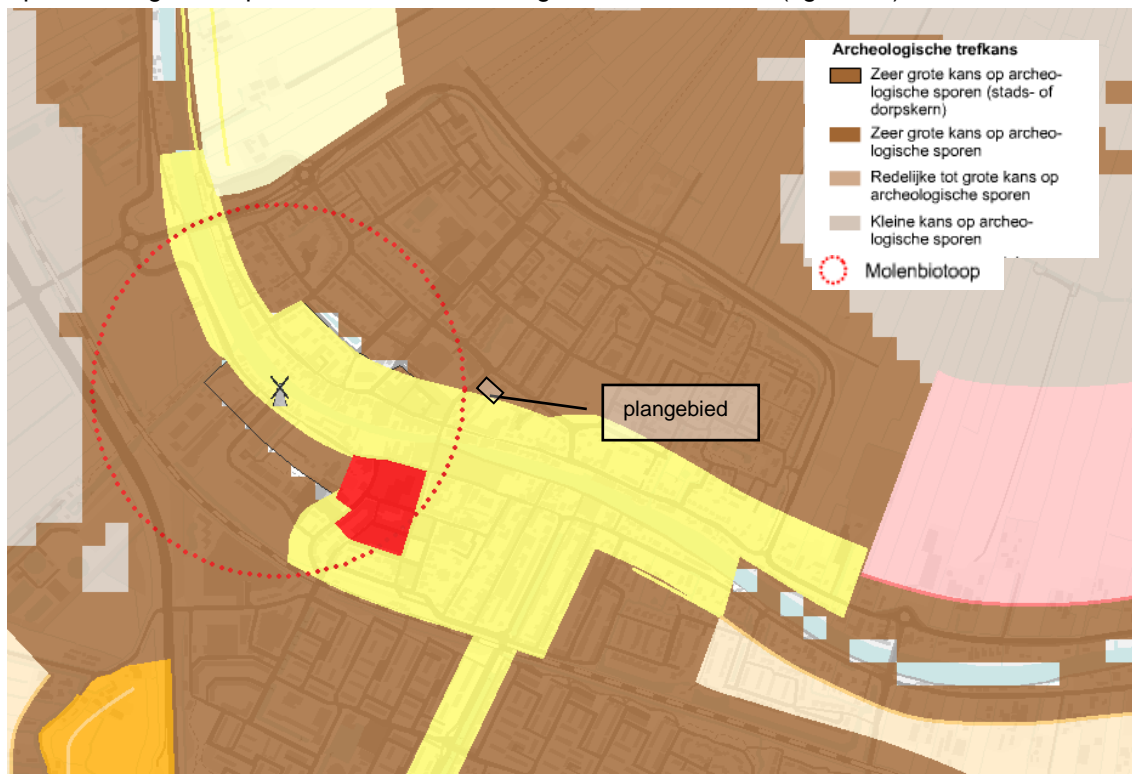 Archeologische trefkans
Zeer grote kans op archeo-
logische sporen (stads- of
dorpskern)
Zeer grote kans op archeo-
logische sporen
Redelijke tot grote kans op
archeologische sporen
Kleine kans op archeo-
logische sporen
Molenbiotoop
plangebied